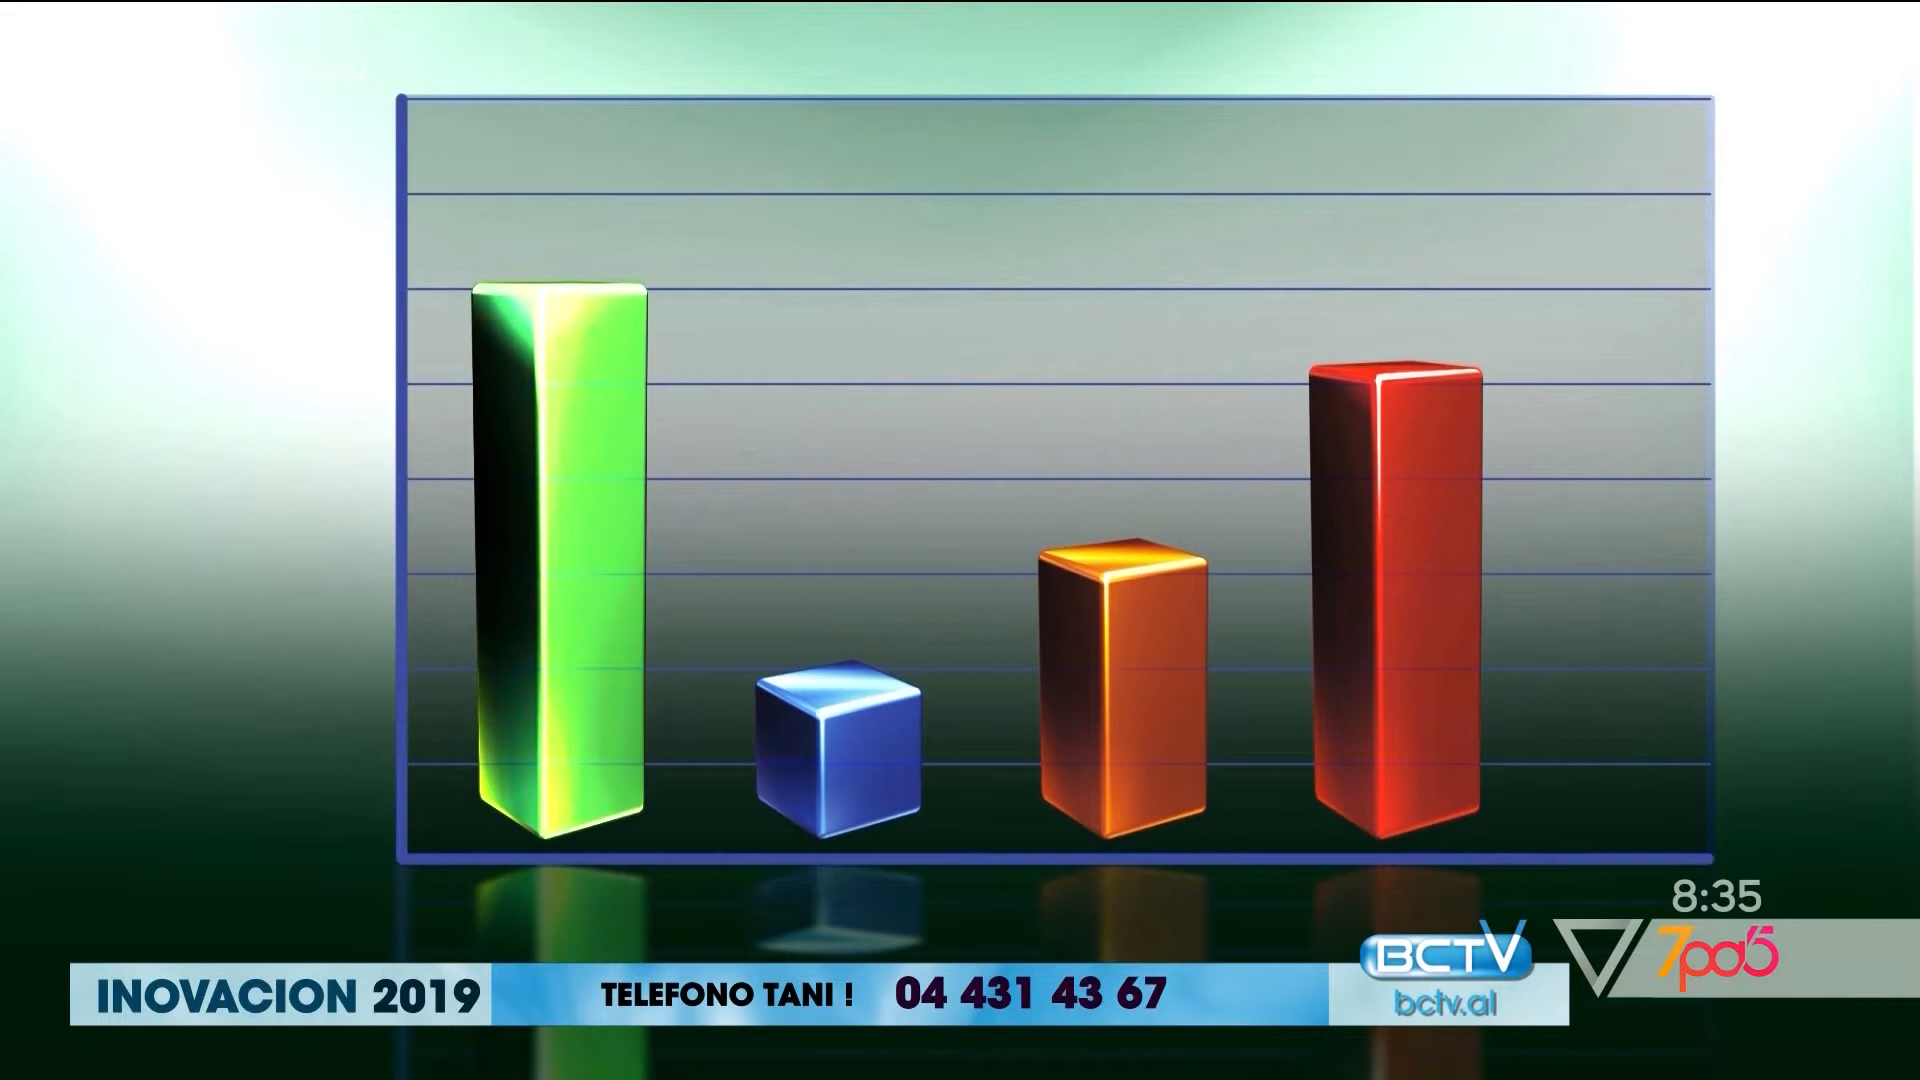 8:35
7pa5
BCTV
bctv.al
INOVACION 2019
TELEFONO TANI ! 04 431 43 67